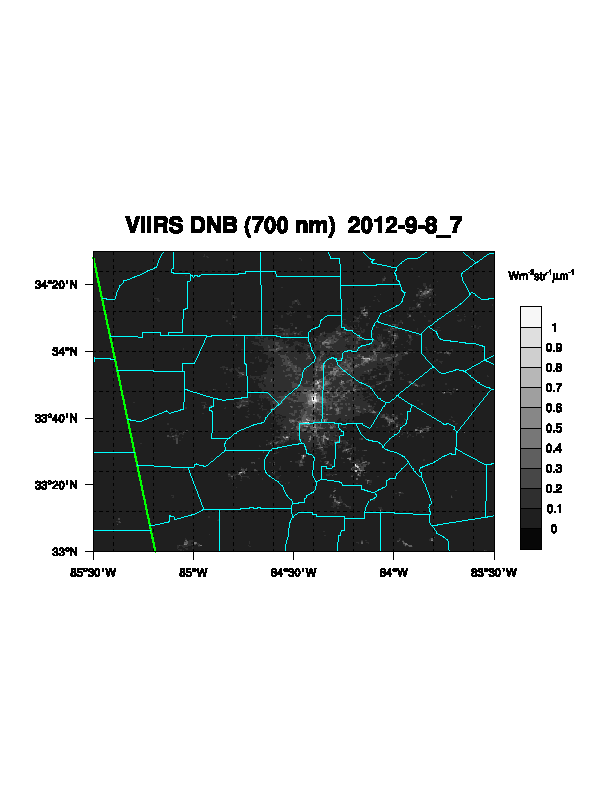 VIIRS DNB (700 nm)  2012-9-8_7
Wm⁻²str⁻¹μm⁻¹
34°20'N
34°N
33°40'N
33°20'N
33°N
85°30'W
85°W
84°30'W
84°W
83°30'W
1
0.9
0.8
0.7
0.6
0.5
0.4
0.3
0.2
0.1
0